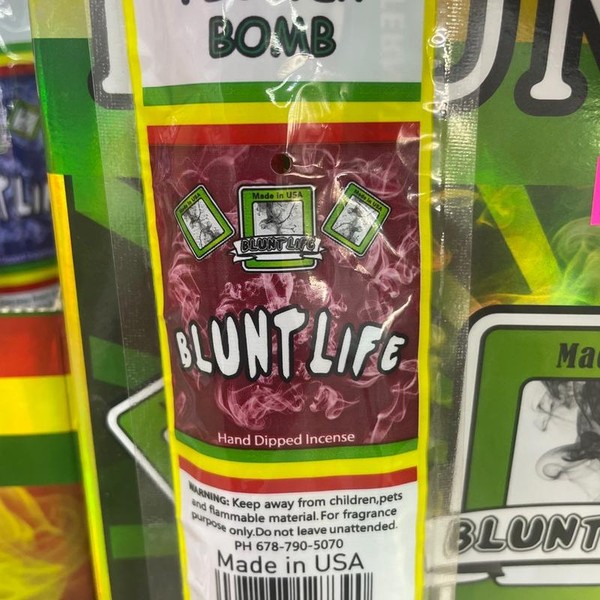 BOMB
Made in USA
BLUNT LIFE
BLUNT LIFE
Hand Dipped Incense
WARNING: Keep away from children,pets
and flammable material. For fragrance
purpose only.Do not leave unattended.
PH 678-790-5070
Made in USA
BLUNT